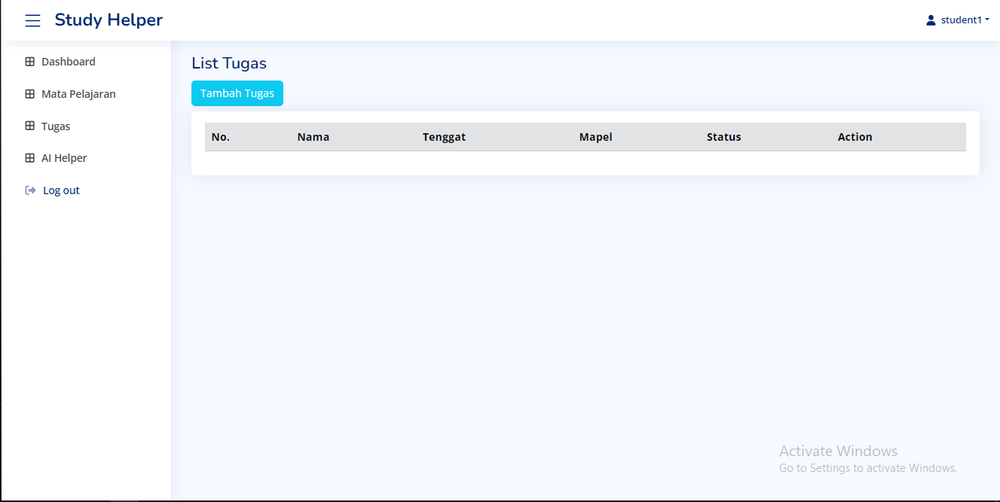 Study Helper
student1
Dashboard
Mata Pelajaran
Tugas
AI Helper
Log out
List Tugas
Tambah Tugas
No. Nama Tenggat Mapel Status Action
Activate Windows
Go to Settings to activate Windows.